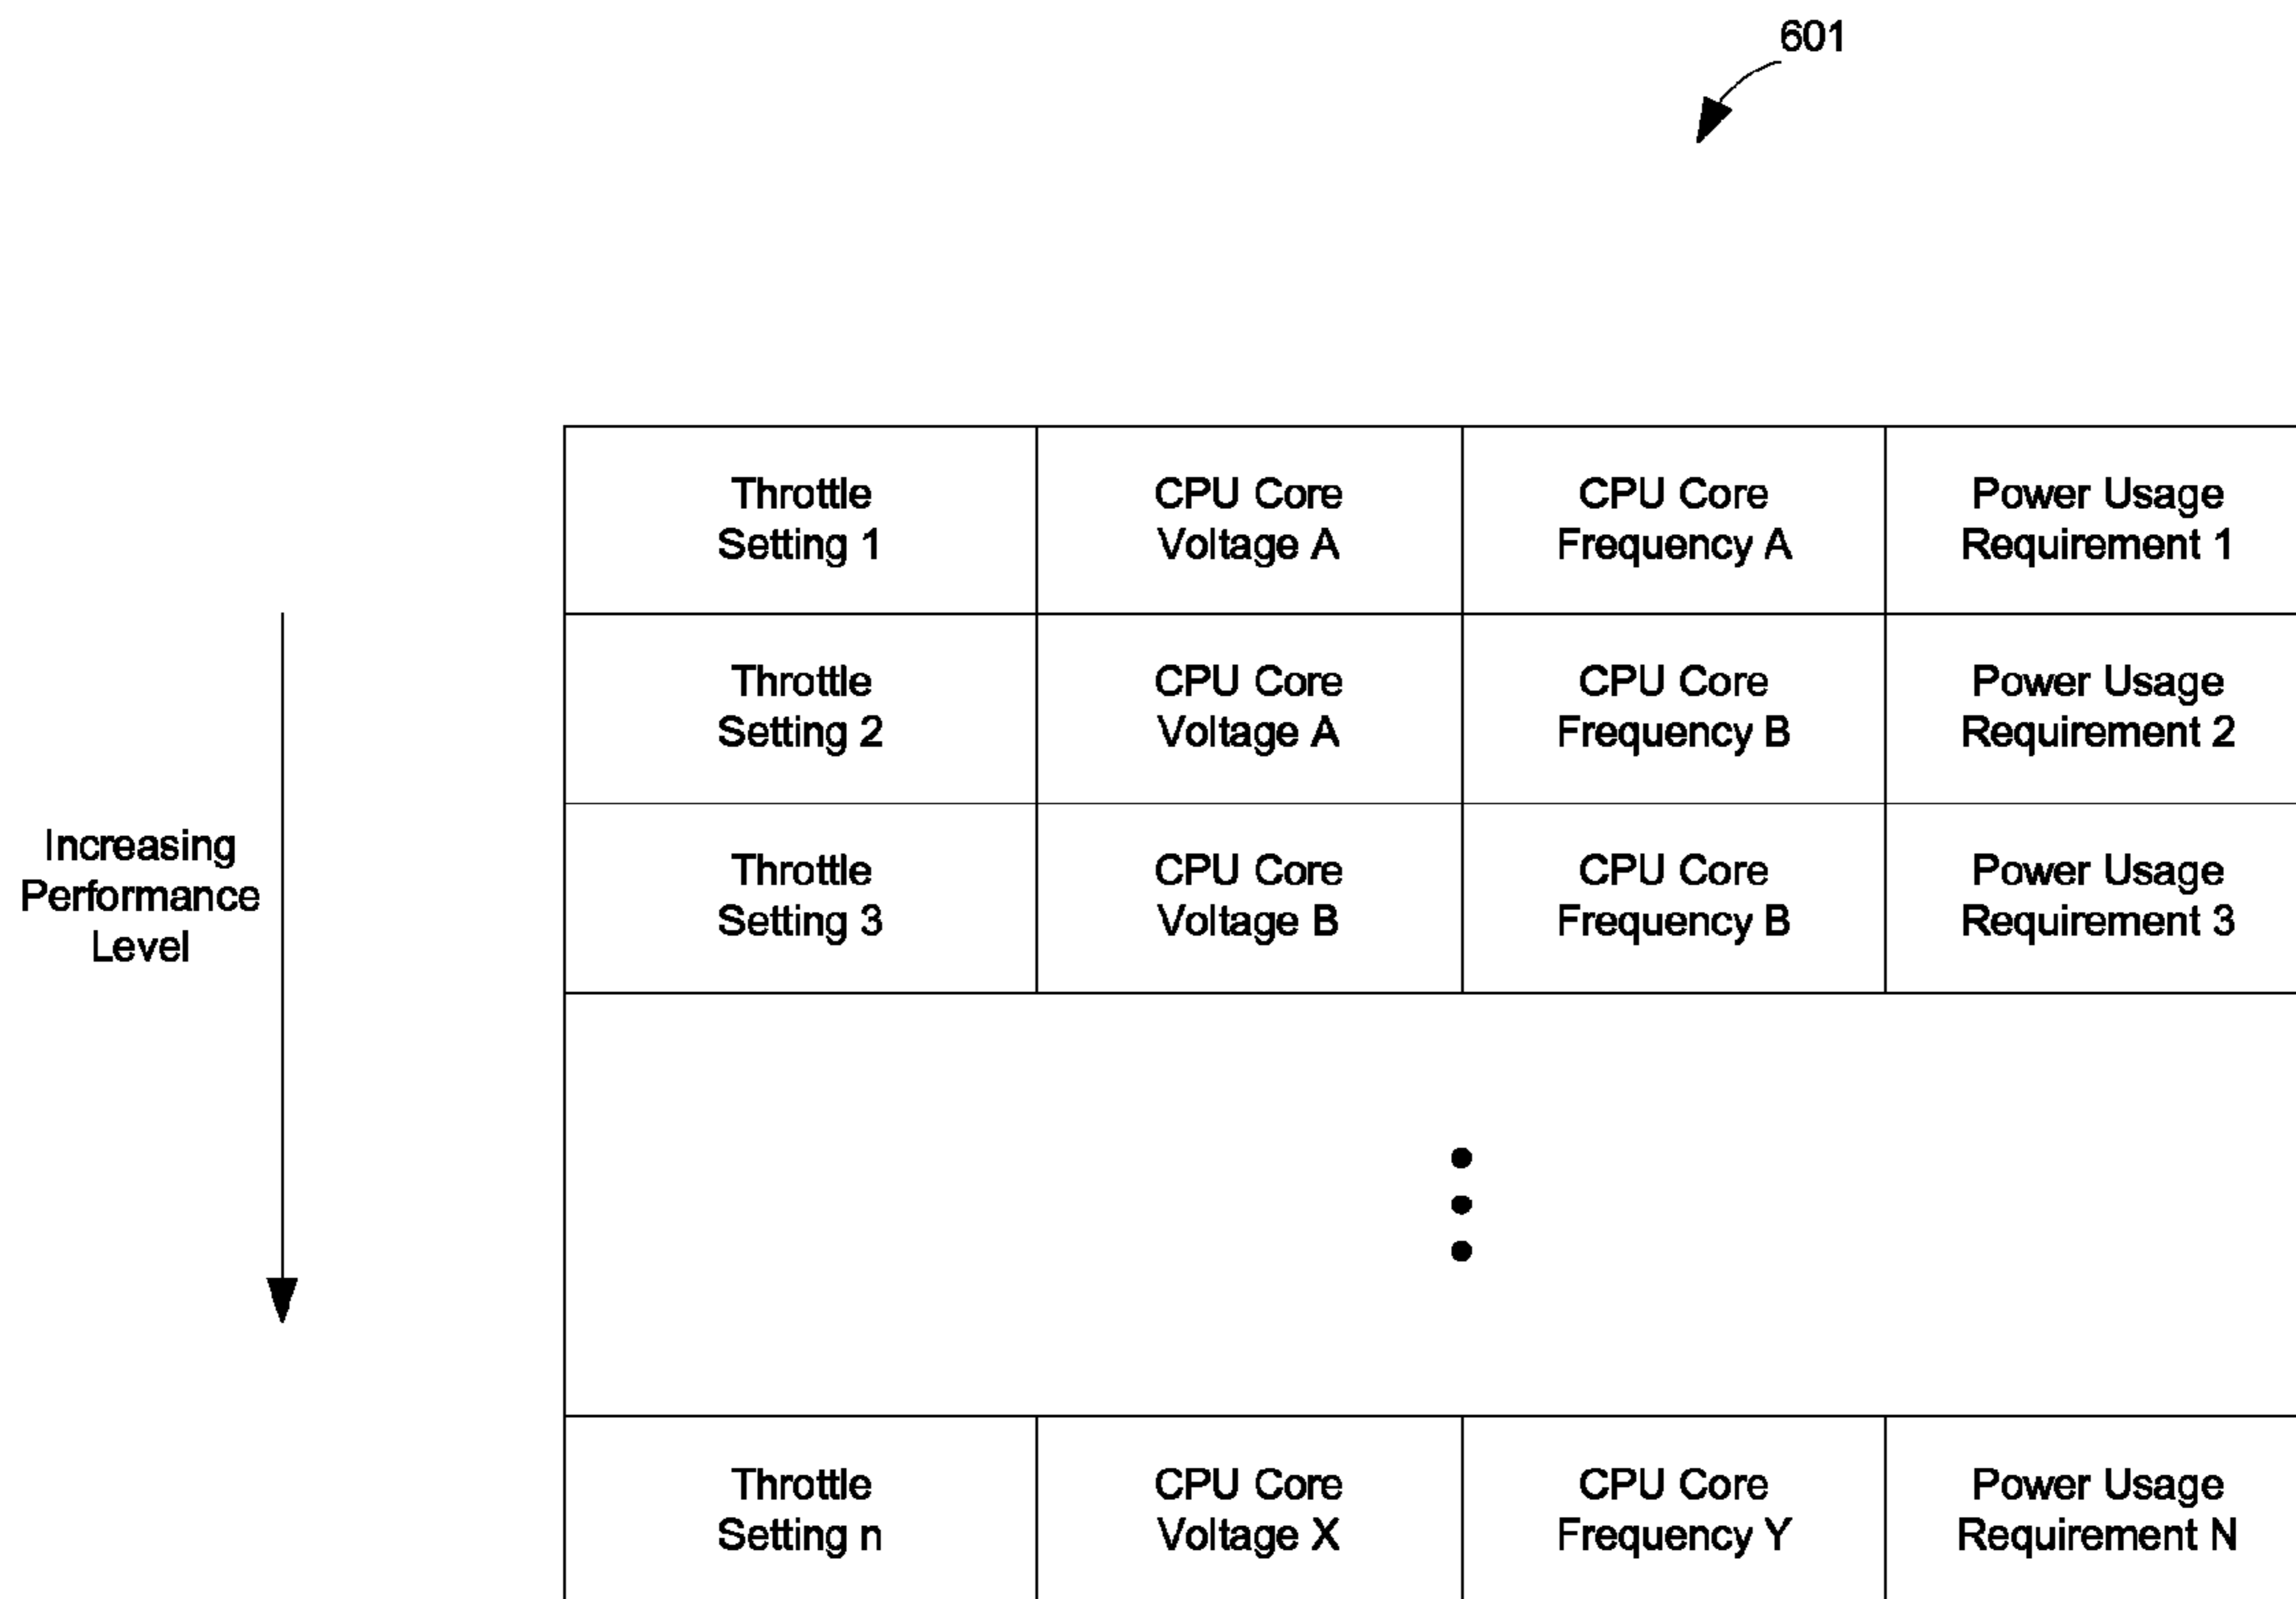 601
Throttle
Setting 1
CPU Core
Voltage A
CPU Core
Frequency A
Power Usage
Requirement 1
Throttle
Setting 2
CPU Core
Voltage A
CPU Core
Frequency B
Power Usage
Requirement 2
Increasing
Performance
Level
Throttle
Setting 3
CPU Core
Voltage B
CPU Core
Frequency B
Power Usage
Requirement 3
Throttle
Setting n
CPU Core
Voltage X
CPU Core
Frequency Y
Power Usage
Requirement N